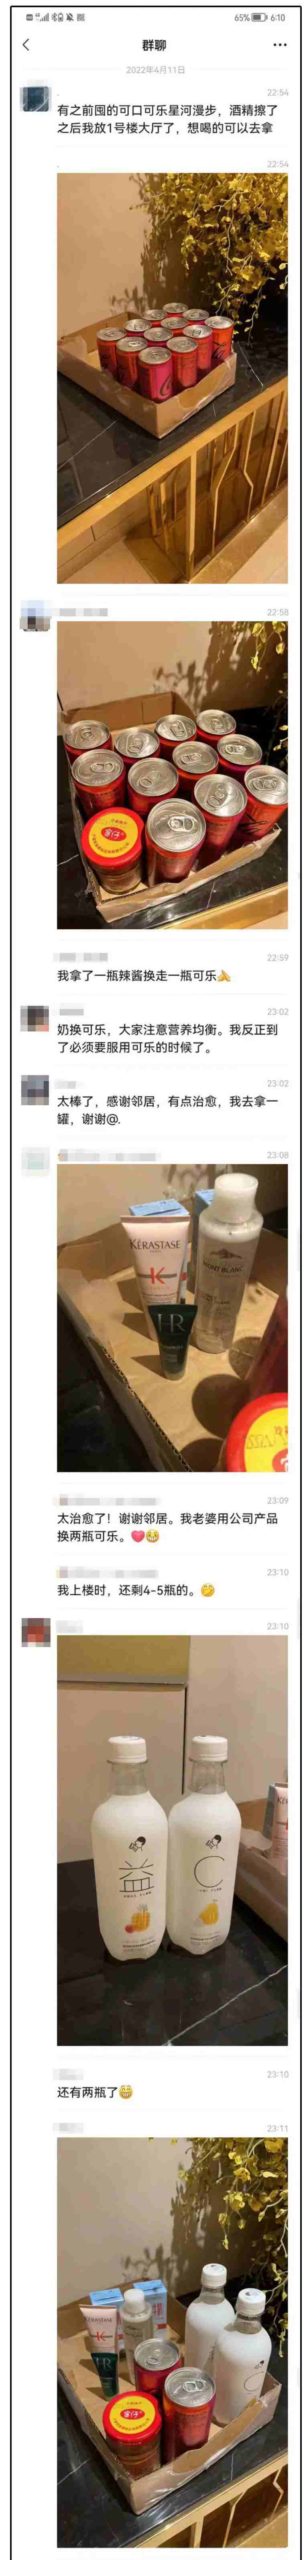 65% 6:10
群聊
2022年4月11日
22:54
有之前囤的可口可乐星河漫步，酒精擦了
之后我放1号楼大厅了，想喝的可以去拿
22:54
22:58
22:59
我拿了一瓶辣酱换走一瓶可乐🙏
23:02
奶换可乐，大家注意营养均衡。我反正到
了必须要服用可乐的时候了。
23:02
太棒了，感谢邻居，有点治愈，我去拿一
罐，谢谢@.
23:08
KÉRASTASE
PARIS
K
MONT BLANC
HR
23:09
太治愈了！谢谢邻居。我老婆用公司产品
换两瓶可乐。❤️😆
23:10
我上楼时，还剩4-5瓶的。🤭
23:10
益
C
23:10
还有两瓶了😁
23:11
KÉRASTASE
K
HR